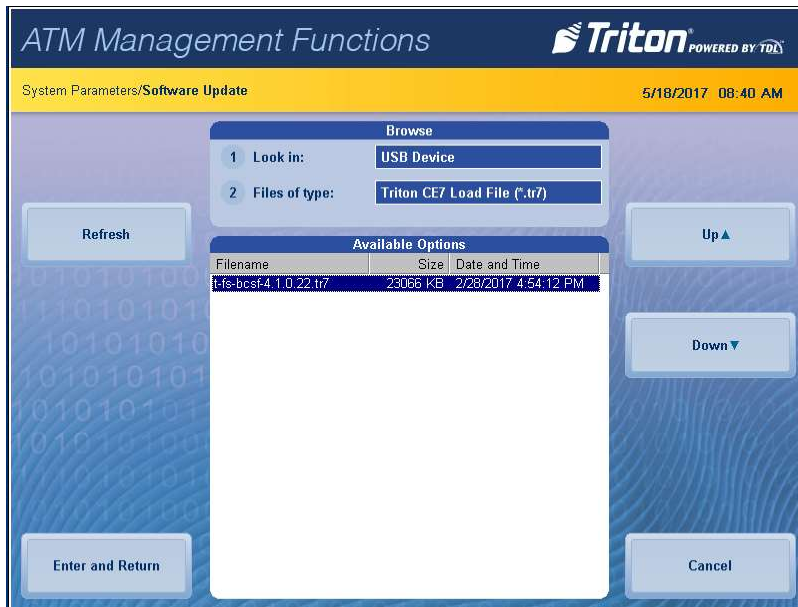 ATM Management Functions
Triton® POWERED BY TDL
System Parameters/Software Update
5/18/2017 08:40 AM
Browse
1 Look in: USB Device
2 Files of type: Triton CE7 Load File (*.tr7)
Refresh
Up▲
Available Options
Filename Size Date and Time
t-fs-bcsf-4.1.0.22.tr7 23066 KB 2/28/2017 4:54:12 PM
Down▼
Enter and Return
Cancel